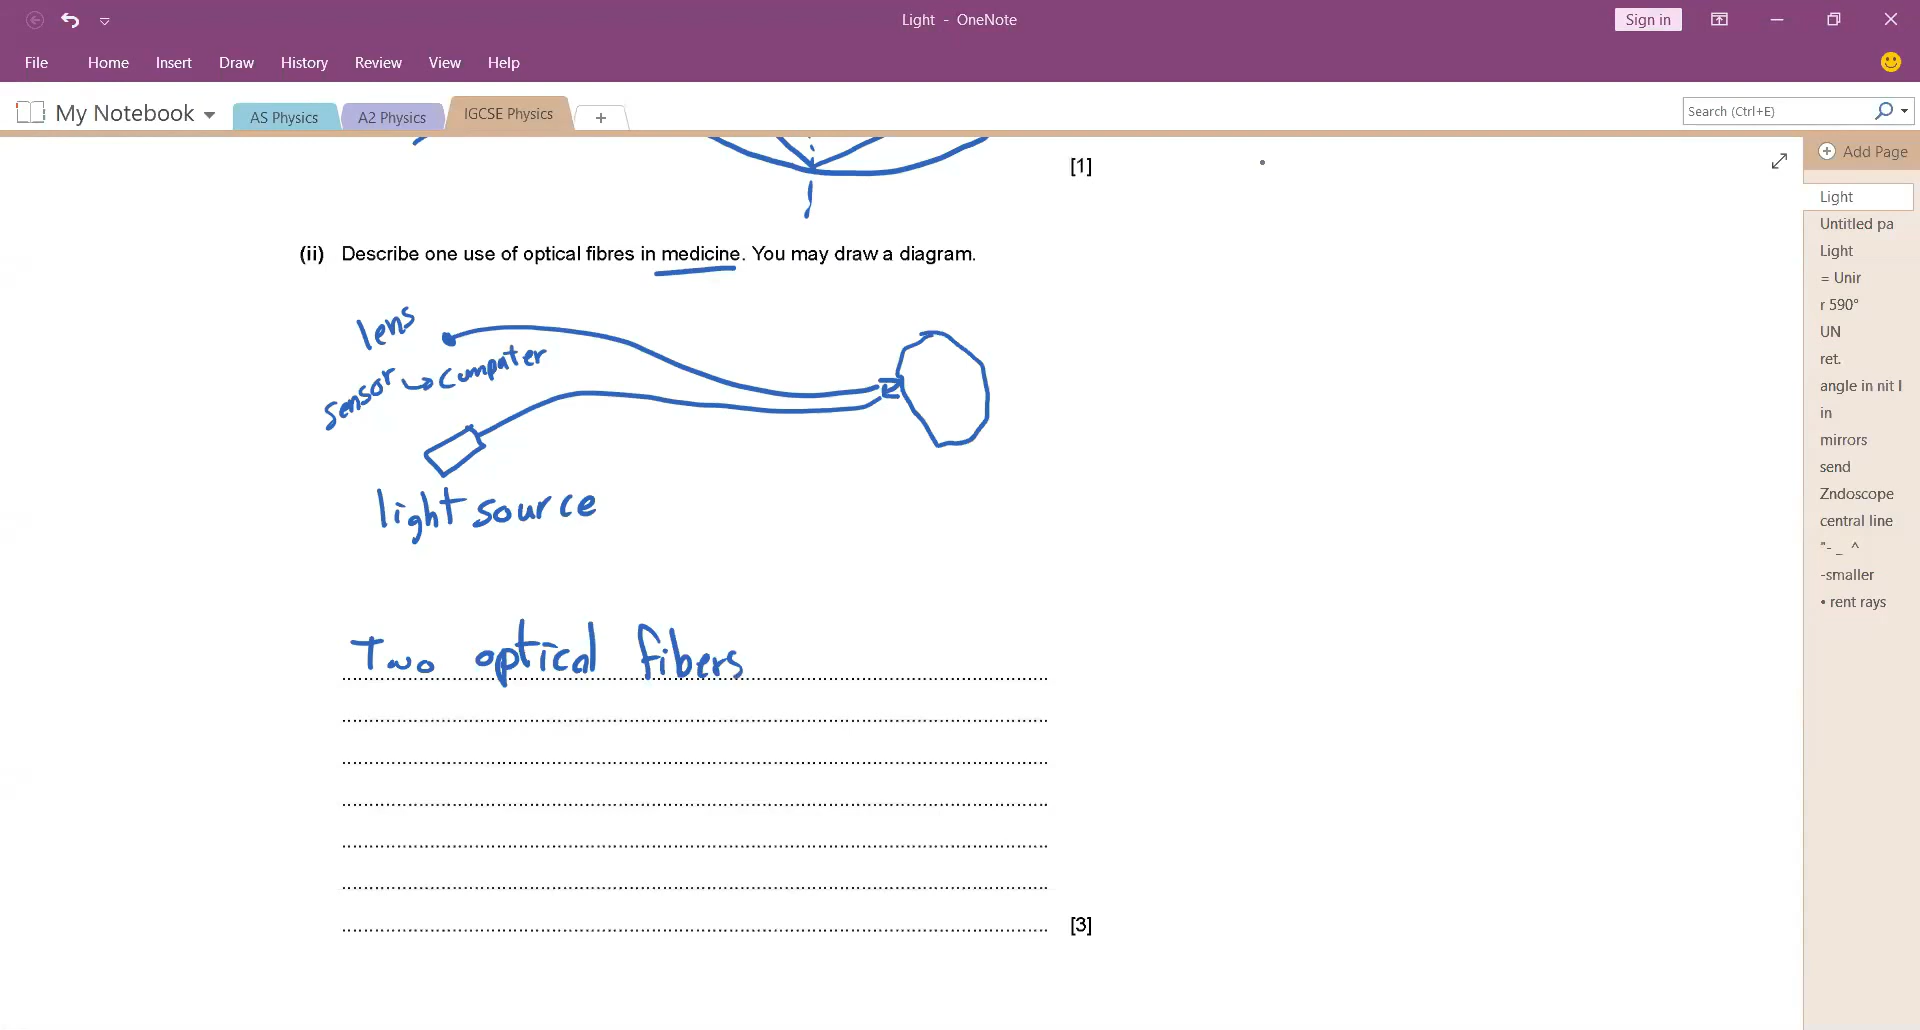 Light - OneNote
Sign in
File Home Insert Draw History Review View Help
My Notebook
AS Physics
A2 Physics
IGCSE Physics
+
Search (Ctrl+E)
Add Page
Light
Untitled pa
Light
= Unir
r 590°
UN
ret.
angle in nit I
in
mirrors
send
Zndoscope
central line
"- _ ^
-smaller
• rent rays
[1]
(ii) Describe one use of optical fibres in medicine. You may draw a diagram.
lens
sensor → computer
light source
Two optical fibers
[3]